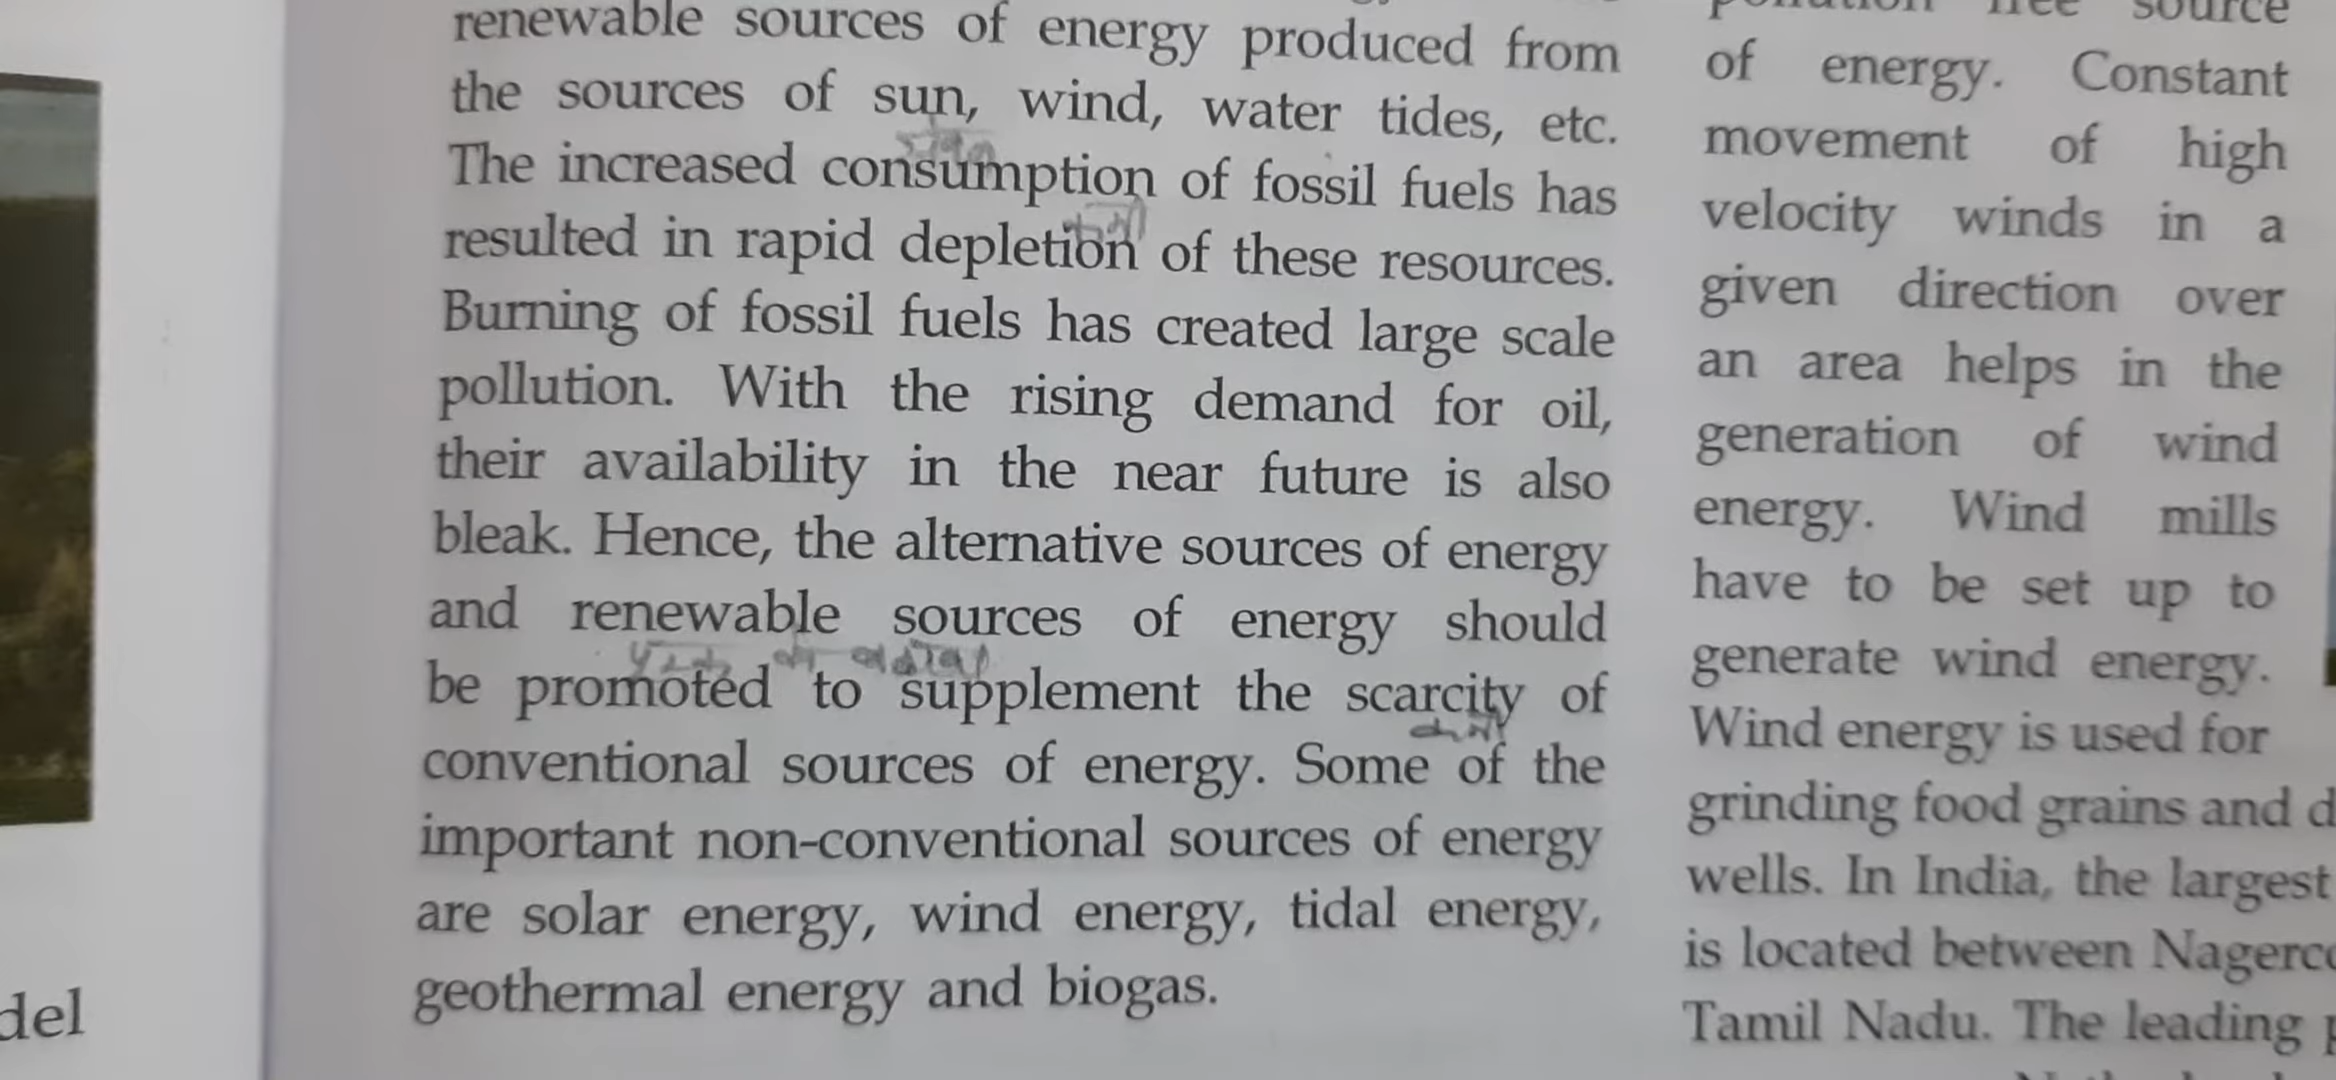 renewable sources of energy produced from
the sources of sun, wind, water tides, etc.
The increased consumption of fossil fuels has
resulted in rapid depletion of these resources.
Burning of fossil fuels has created large scale
pollution. With the rising demand for oil,
their availability in the near future is also
bleak. Hence, the alternative sources of energy
and renewable sources of energy should
be promoted to supplement the scarcity of
conventional sources of energy. Some of the
important non-conventional sources of energy
are solar energy, wind energy, tidal energy,
geothermal energy and biogas.
source
of energy. Constant
movement of high
velocity winds in a
given direction over
an area helps in the
generation of wind
energy. Wind mills
have to be set up to
generate wind energy.
Wind energy is used for
grinding food grains and
wells. In India, the largest
is located between
Tamil Nadu. The leading
del